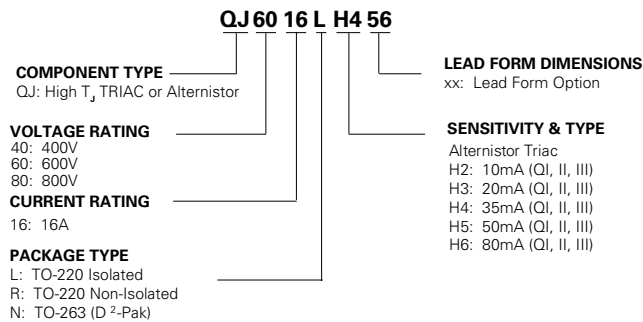 QJ 60 16 L H4 56
COMPONENT TYPE
QJ: High TJ TRIAC or Alternistor
VOLTAGE RATING
40: 400V
60: 600V
80: 800V
CURRENT RATING
16: 16A
PACKAGE TYPE
L: TO-220 Isolated
R: TO-220 Non-Isolated
N: TO-263 (D ²-Pak)
LEAD FORM DIMENSIONS
xx: Lead Form Option
SENSITIVITY & TYPE
Alternistor Triac
H2: 10mA (QI, II, III)
H3: 20mA (QI, II, III)
H4: 35mA (QI, II, III)
H5: 50mA (QI, II, III)
H6: 80mA (QI, II, III)